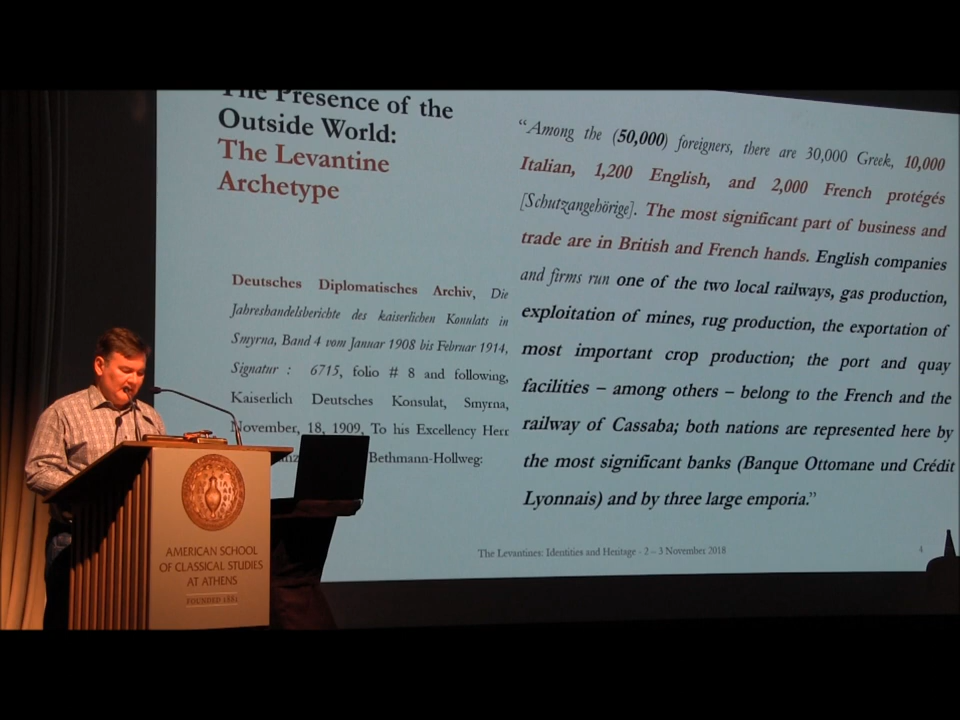 The Presence of the
Outside World:
The Levantine
Archetype
Deutsches Diplomatisches Archiv, Die
Jahreshandelsberichte des kaiserlichen Konulats in
Smyrna, Band 4 vom Januar 1908 bis Februar 1914,
Signatur : 6715, folio # 8 and following,
Kaiserlich Deutsches Konsulat, Smyrna,
November, 18, 1909, To his Excellency Herr
Bethmann-Hollweg:
“Among the (50,000) foreigners, there are 30,000 Greek, 10,000
Italian, 1,200 English, and 2,000 French protégés
[Schutzangehörige]. The most significant part of business and
trade are in British and French hands. English companies
and firms run one of the two local railways, gas production,
exploitation of mines, rug production, the exportation of
most important crop production; the port and quay
facilities – among others – belong to the French and the
railway of Cassaba; both nations are represented here by
the most significant banks (Banque Ottomane und Crédit
Lyonnais) and by three large emporia.”
The Levantines: Identities and Heritage - 2 – 3 November 2018
4
AMERICAN SCHOOL
OF CLASSICAL STUDIES
AT ATHENS
FOUNDED 1881